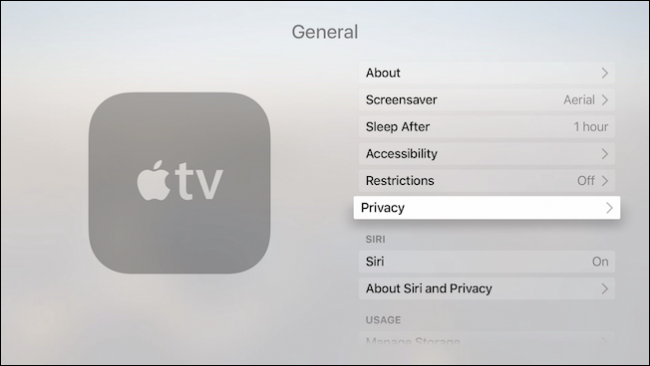 General
tv
About
Screensaver Aerial
Sleep After 1 hour
Accessibility
Restrictions Off
Privacy
SIRI
Siri On
About Siri and Privacy
USAGE
Manage Storage